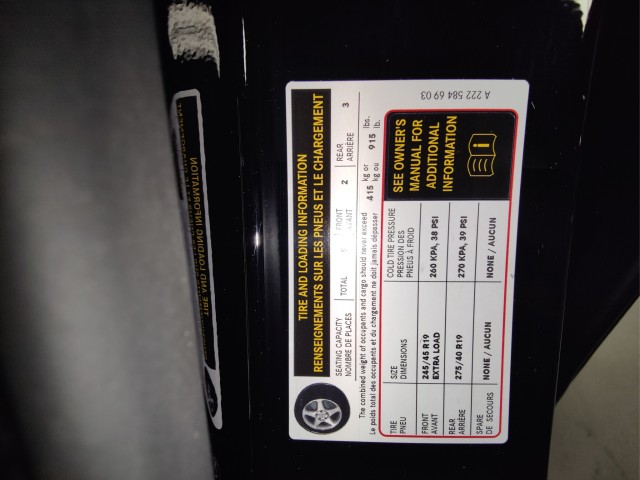 TIRE AND LOADING INFORMATION
RENSEIGNEMENTS SUR LES PNEUS ET LE CHARGEMENT
SEATING CAPACITY
NOMBRE DE PLACES
TOTAL 5
FRONT
AVANT
2
REAR
ARRIÈRE
3
The combined weight of occupants and cargo should never exceed
Le poids total des occupants et du chargement ne doit jamais dépasser
415 kg or
kg ou
915 lbs.
lb.
TIRE
PNEU
SIZE
DIMENSIONS
COLD TIRE PRESSURE
PRESSION DES
PNEUS À FROID
FRONT
AVANT
245/45 R19
EXTRA LOAD
260 KPA, 38 PSI
REAR
ARRIÈRE
275/40 R19
270 KPA, 39 PSI
SPARE
DE SECOURS
NONE / AUCUN
NONE / AUCUN
SEE OWNER'S
MANUAL FOR
ADDITIONAL
INFORMATION
A 222 584 69 03
TIRE AND LOADING INFORMATION